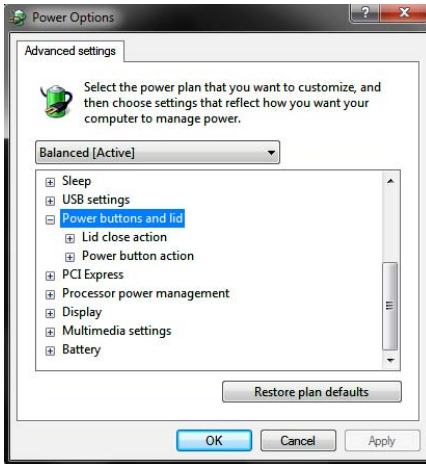 Power Options
?
X
Advanced settings
Select the power plan that you want to customize, and
then choose settings that reflect how you want your
computer to manage power.
Balanced [Active]
Sleep
USB settings
Power buttons and lid
Lid close action
Power button action
PCI Express
Processor power management
Display
Multimedia settings
Battery
Restore plan defaults
OK
Cancel
Apply